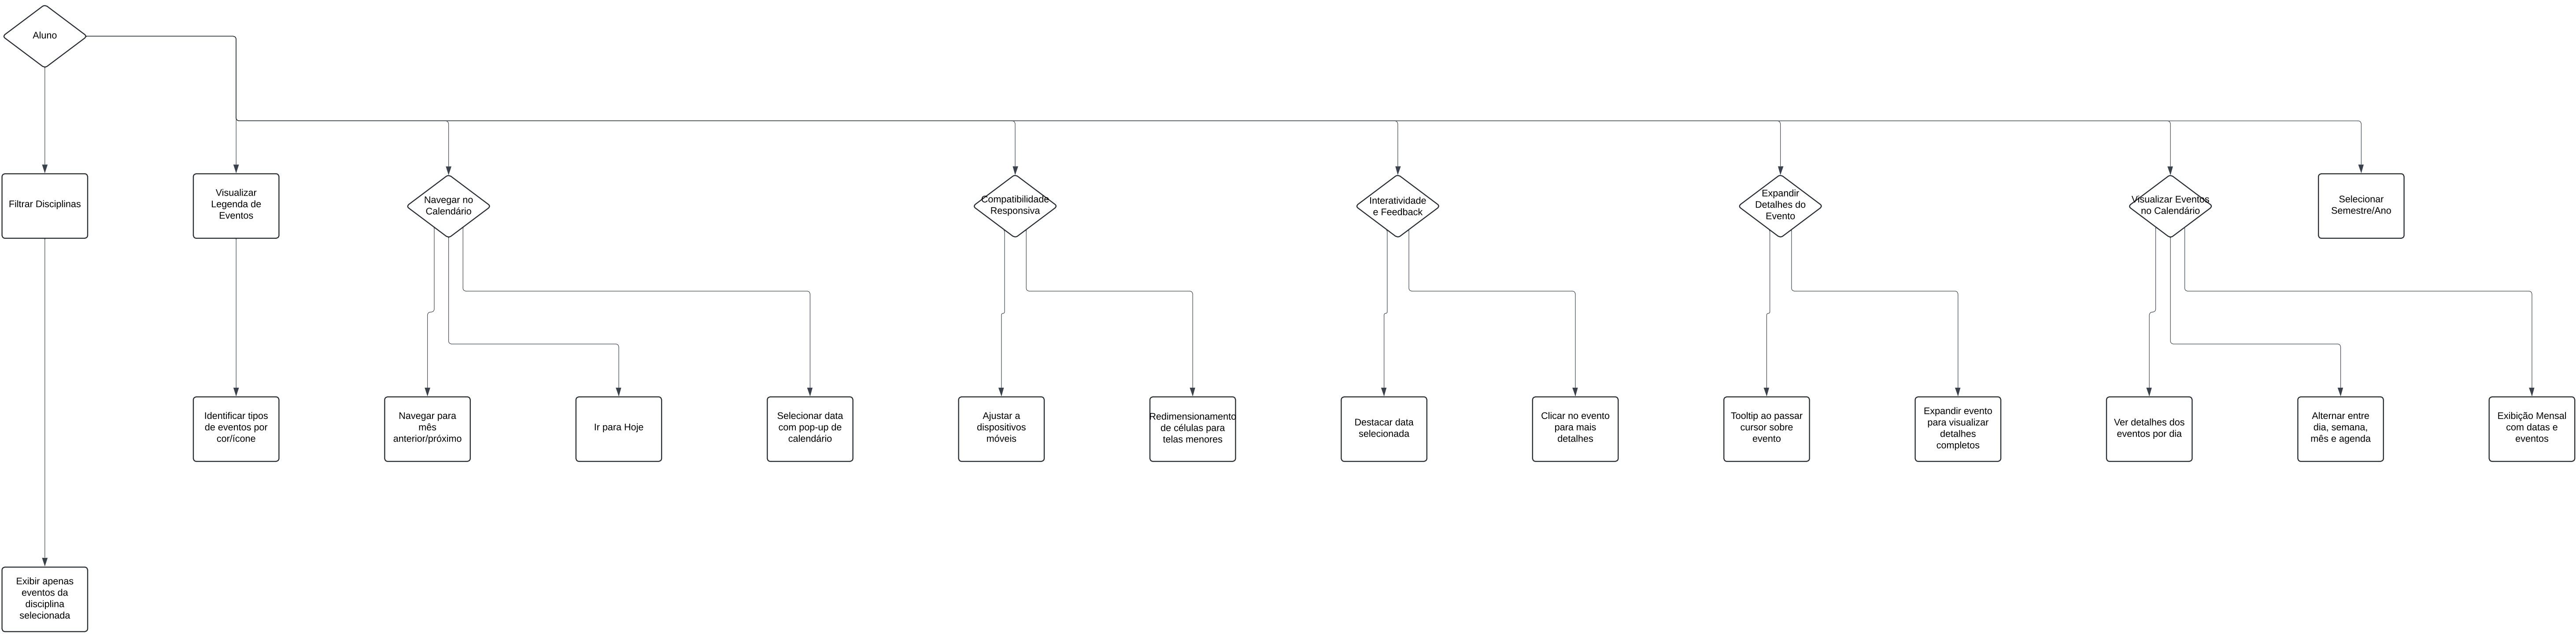 Aluno
Filtrar Disciplinas
Visualizar
Legenda de
Eventos
Navegar no
Calendário
Compatibilidade
Responsiva
Interatividade
e Feedback
Expandir
Detalhes do
Evento
Visualizar Eventos
no Calendário
Selecionar
Semestre/Ano
Identificar tipos
de eventos por
cor/ícone
Navegar para
mês
anterior/próximo
Ir para Hoje
Selecionar data
com pop-up de
calendário
Ajustar a
dispositivos
móveis
Redimensionamento
de células para
telas menores
Destacar data
selecionada
Clicar no evento
para mais
detalhes
Tooltip ao passar
cursor sobre
evento
Expandir evento
para visualizar
detalhes
completos
Ver detalhes dos
eventos por dia
Alternar entre
dia, semana,
mês e agenda
Exibição Mensal
com datas e
eventos
Exibir apenas
eventos da
disciplina
selecionada